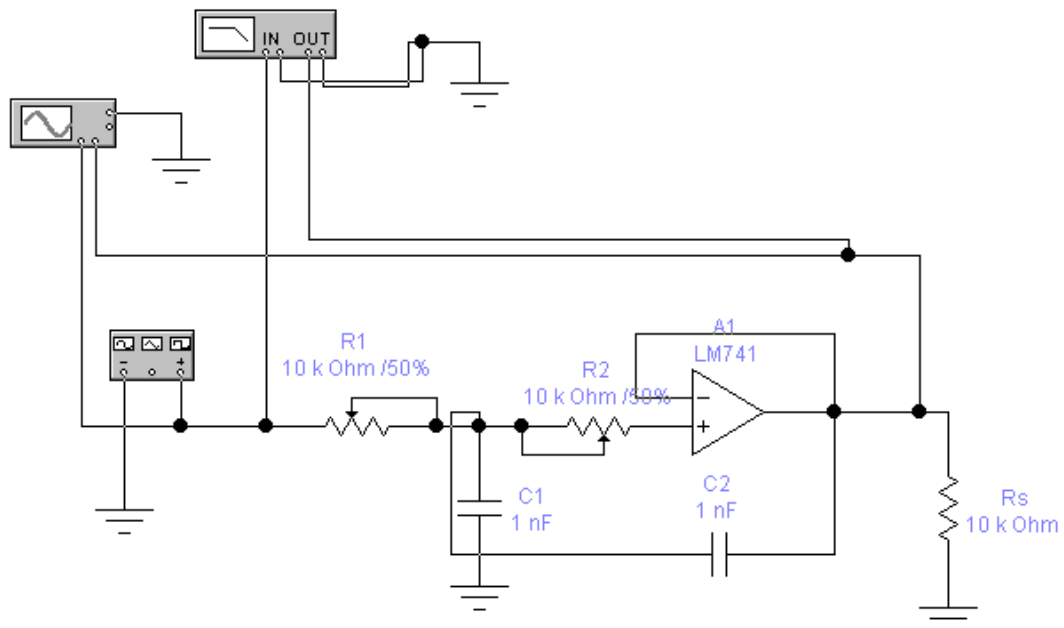 IN OUT
R1
10 k Ohm /50%
R2
10 k Ohm /50%
A1
LM741
C1
1 nF
C2
1 nF
Rs
10 k Ohm